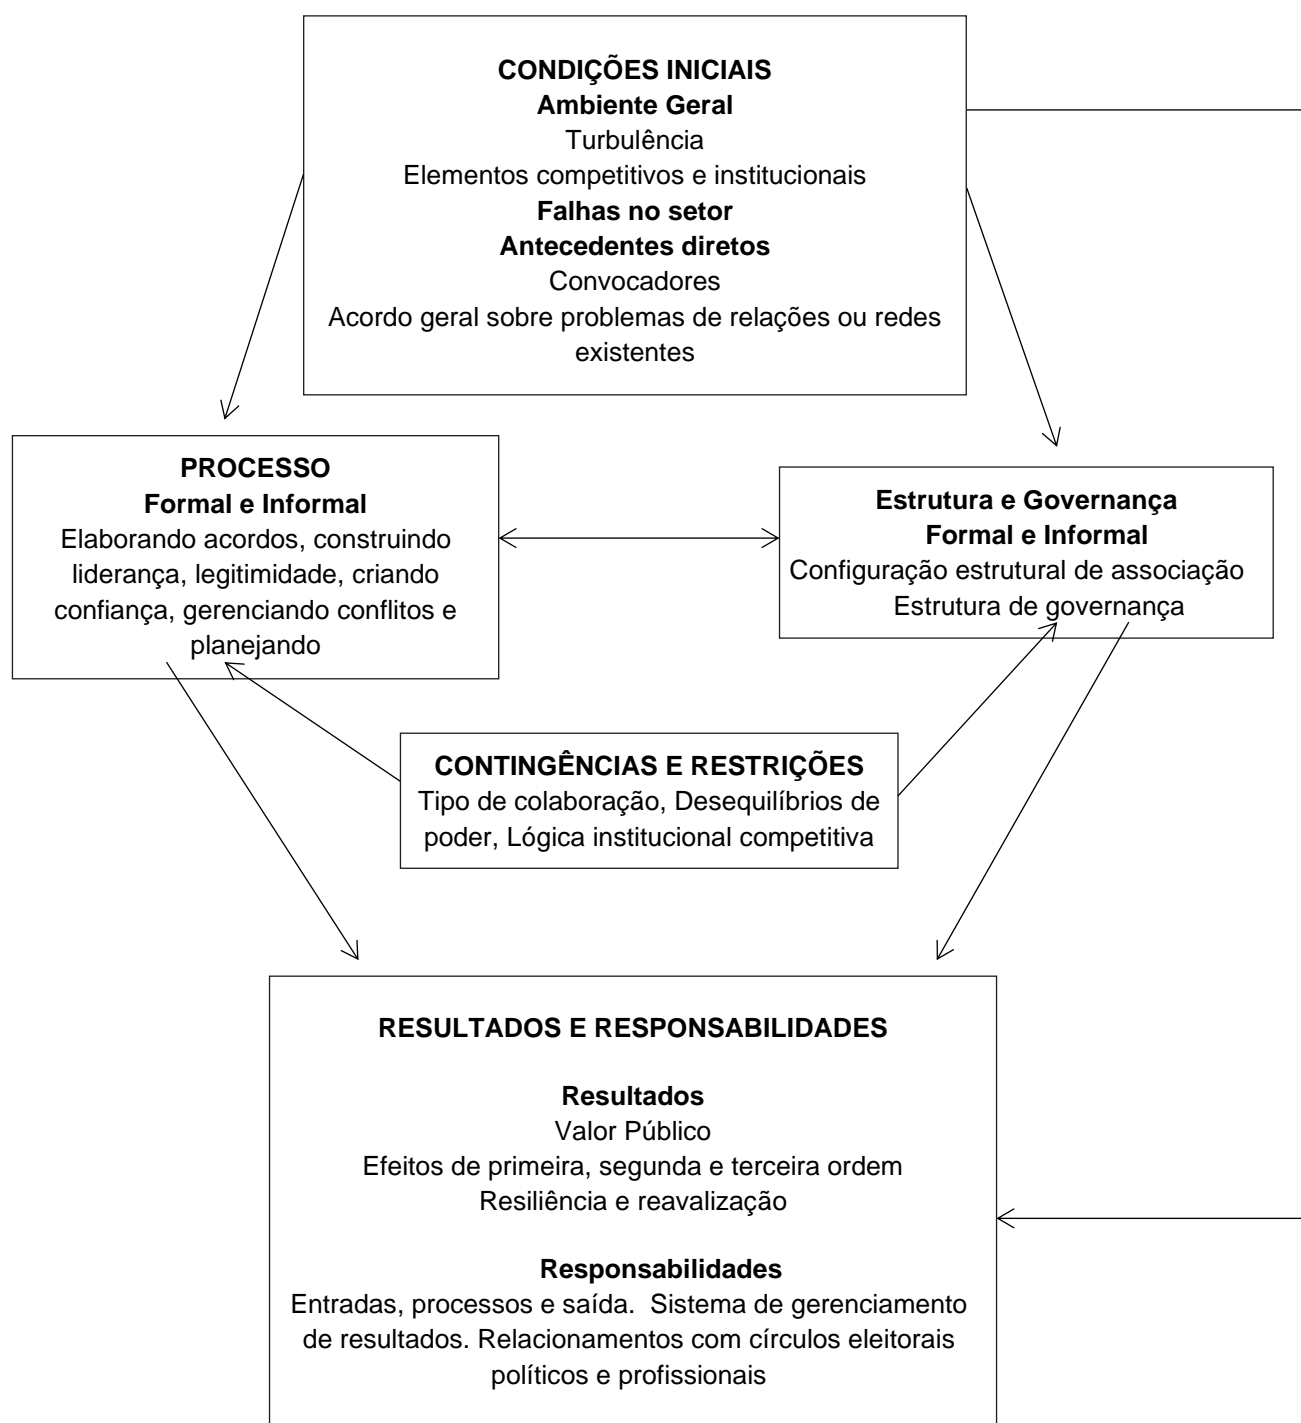 CONDIÇÕES INICIAIS
Ambiente Geral
Turbulência
Elementos competitivos e institucionais
Falhas no setor
Antecedentes diretos
Convocadores
Acordo geral sobre problemas de relações ou redes
existentes
PROCESSO
Formal e Informal
Elaborando acordos, construindo
liderança, legitimidade, criando
confiança, gerenciando conflitos e
planejando
Estrutura e Governança
Formal e Informal
Configuração estrutural de associação
Estrutura de governança
CONTINGÊNCIAS E RESTRIÇÕES
Tipo de colaboração, Desequilíbrios de
poder, Lógica institucional competitiva
RESULTADOS E RESPONSABILIDADES
Resultados
Valor Público
Efeitos de primeira, segunda e terceira ordem
Resiliência e reavalização
Responsabilidades
Entradas, processos e saída.  Sistema de gerenciamento
de resultados. Relacionamentos com círculos eleitorais
políticos e profissionais